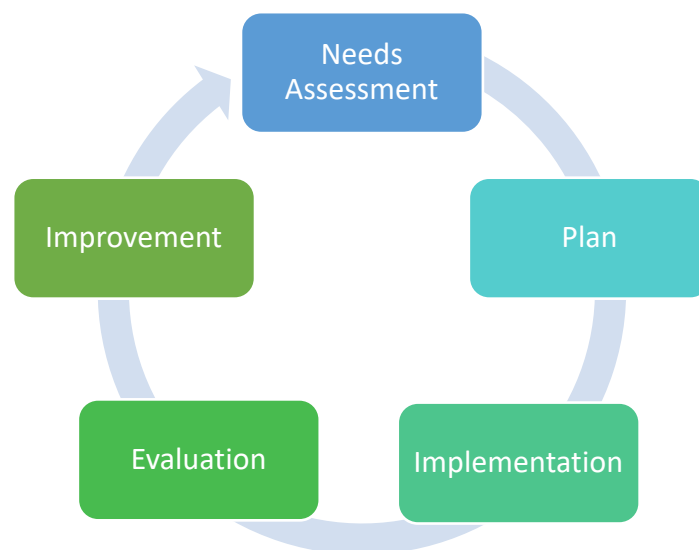 Needs
Assessment
Plan
Implementation
Evaluation
Improvement